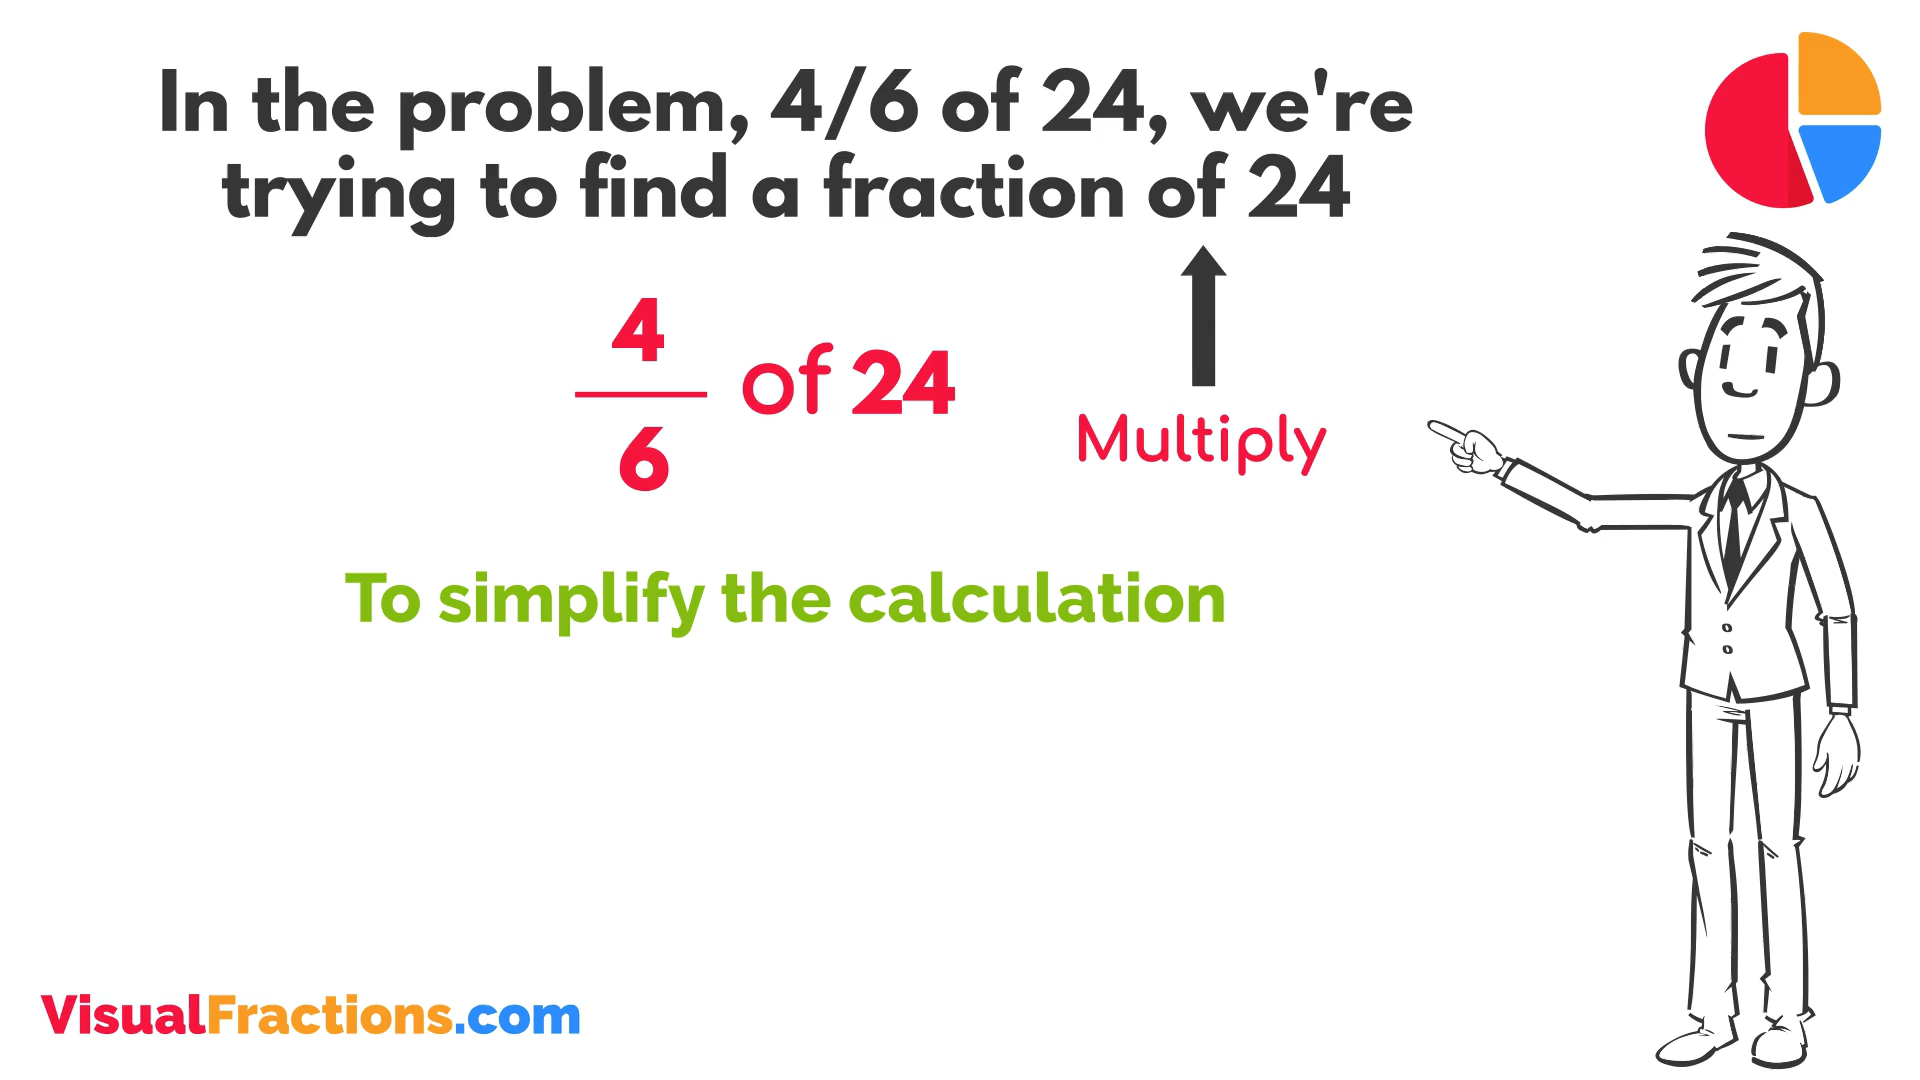 In the problem, 4/6 of 24, we're
trying to find a fraction of 24
4
6
of 24
Multiply
To simplify the calculation
VisualFractions.com